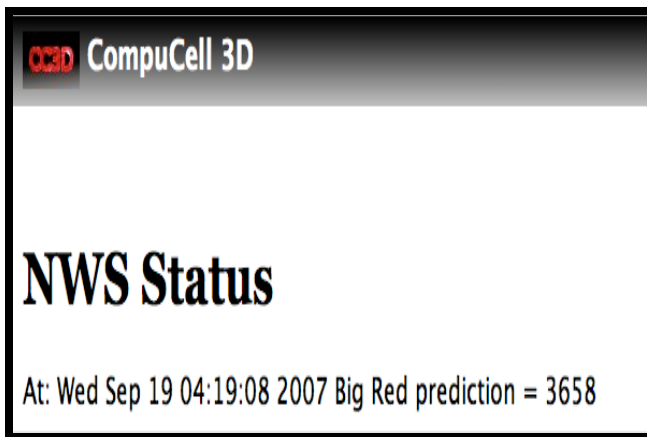 CC3D CompuCell 3D
NWS Status
At: Wed Sep 19 04:19:08 2007 Big Red prediction = 3658